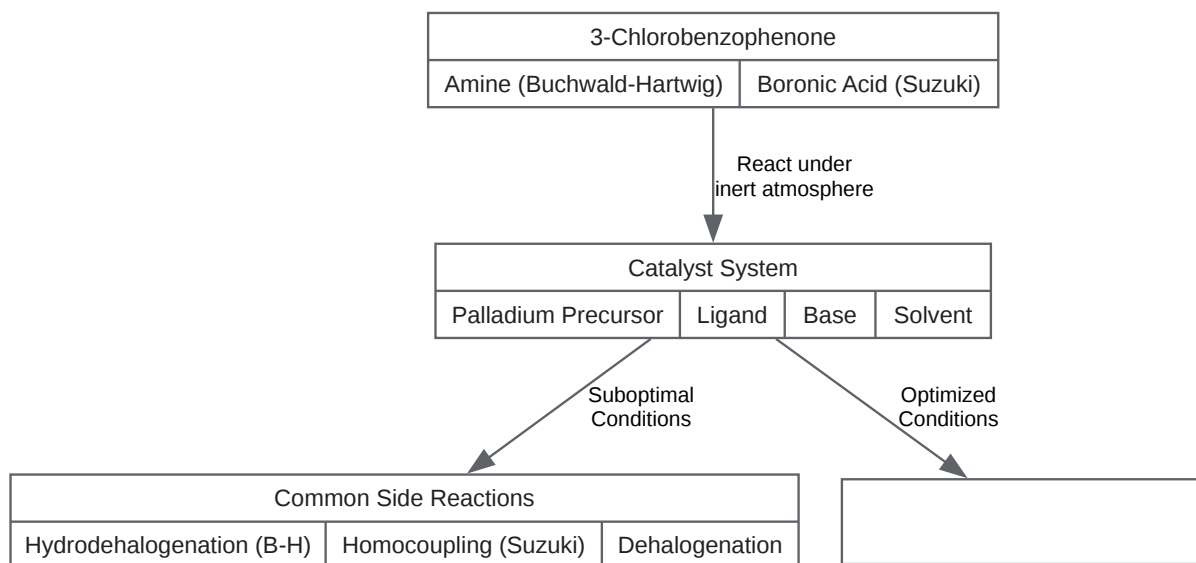 3-Chlorobenzophenone
Amine (Buchwald-Hartwig)
Boronic Acid (Suzuki)
React under
inert atmosphere
Catalyst System
Palladium Precursor
Ligand
Base
Solvent
Suboptimal
Conditions
Optimized
Conditions
Common Side Reactions
Hydrodehalogenation (B-H)
Homocoupling (Suzuki)
Dehalogenation